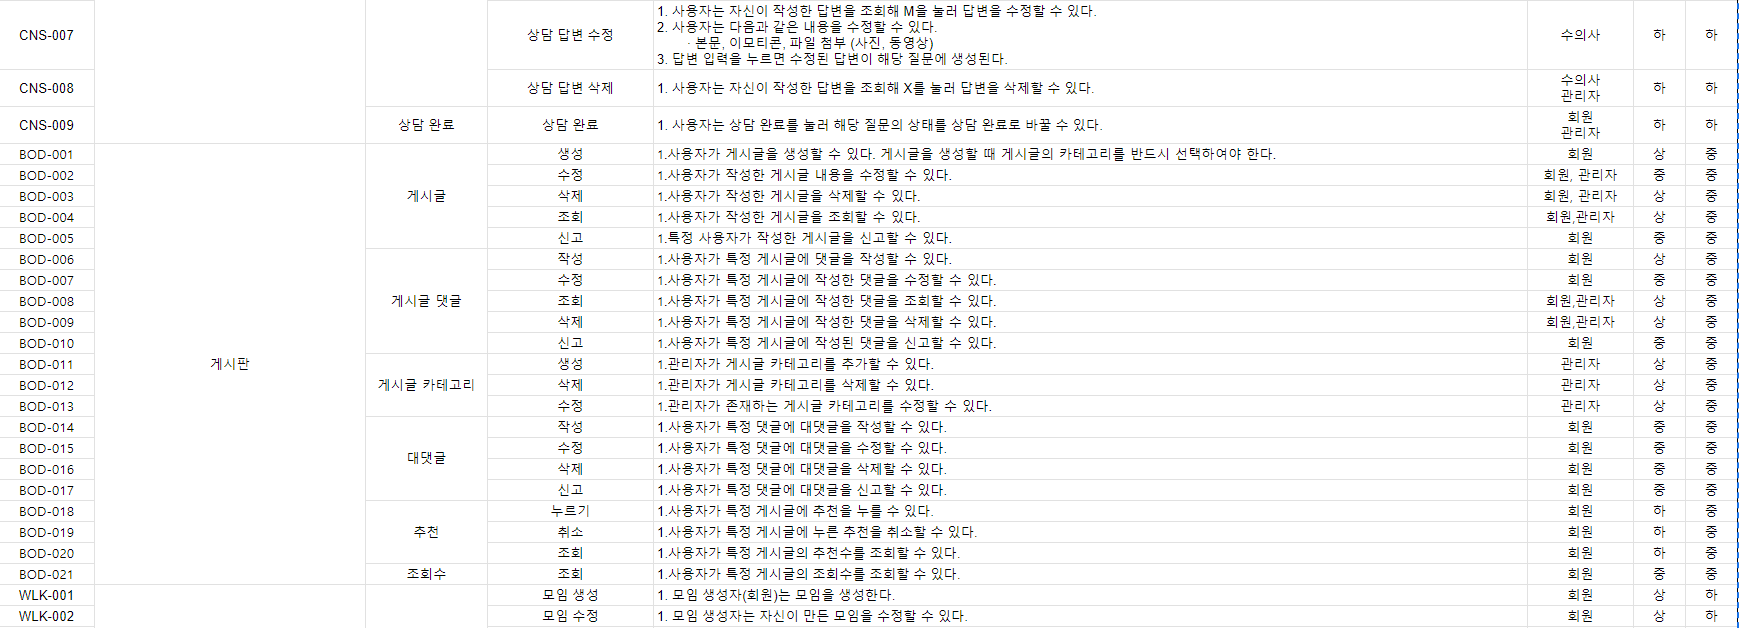 CNS-007
상담 답변 수정
1. 사용자는 자신이 작성한 답변을 조회해 M을 눌러 답변을 수정할 수 있다.
2. 사용자는 다음과 같은 내용을 수정할 수 있다.
· 본문, 이모티콘, 파일 첨부 (사진, 동영상)
3. 답변 입력을 누르면 수정된 답변이 해당 질문에 생성된다.
수의사
하
하
CNS-008
상담 답변 삭제
1. 사용자는 자신이 작성한 답변을 조회해 X를 눌러 답변을 삭제할 수 있다.
수의사
관리자
하
하
CNS-009
상담 완료
상담 완료
1. 사용자는 상담 완료를 눌러 해당 질문의 상태를 상담 완료로 바꿀 수 있다.
회원
관리자
하
하
게시판
게시글
BOD-001 생성 1.사용자가 게시글을 생성할 수 있다. 게시글을 생성할 때 게시글의 카테고리를 반드시 선택하여야 한다. 회원 상 중
BOD-002 수정 1.사용자가 작성한 게시글 내용을 수정할 수 있다. 회원, 관리자 중 중
BOD-003 삭제 1.사용자가 작성한 게시글을 삭제할 수 있다. 회원, 관리자 상 중
BOD-004 조회 1.사용자가 작성한 게시글을 조회할 수 있다. 회원,관리자 상 중
BOD-005 신고 1.특정 사용자가 작성한 게시글을 신고할 수 있다. 회원 중 중
게시글 댓글
BOD-006 작성 1.사용자가 특정 게시글에 댓글을 작성할 수 있다. 회원 상 중
BOD-007 수정 1.사용자가 특정 게시글에 작성한 댓글을 수정할 수 있다. 회원 중 중
BOD-008 조회 1.사용자가 특정 게시글에 작성한 댓글을 조회할 수 있다. 회원,관리자 상 중
BOD-009 삭제 1.사용자가 특정 게시글에 작성한 댓글을 삭제할 수 있다. 회원,관리자 상 중
BOD-010 신고 1.사용자가 특정 게시글에 작성된 댓글을 신고할 수 있다. 회원 중 중
게시글 카테고리
BOD-011 생성 1.관리자가 게시글 카테고리를 추가할 수 있다. 관리자 상 중
BOD-012 삭제 1.관리자가 게시글 카테고리를 삭제할 수 있다. 관리자 상 중
BOD-013 수정 1.관리자가 존재하는 게시글 카테고리를 수정할 수 있다. 관리자 상 중
대댓글
BOD-014 작성 1.사용자가 특정 댓글에 대댓글을 작성할 수 있다. 회원 중 중
BOD-015 수정 1.사용자가 특정 댓글에 대댓글을 수정할 수 있다. 회원 중 중
BOD-016 삭제 1.사용자가 특정 댓글에 대댓글을 삭제할 수 있다. 회원 중 중
BOD-017 신고 1.사용자가 특정 댓글에 대댓글을 신고할 수 있다. 회원 중 중
추천
BOD-018 누르기 1.사용자가 특정 게시글에 추천을 누를 수 있다. 회원 하 중
BOD-019 취소 1.사용자가 특정 게시글에 누른 추천을 취소할 수 있다. 회원 하 중
BOD-020 조회 1.사용자가 특정 게시글의 추천수를 조회할 수 있다. 회원 하 중
BOD-021 조회수 조회 1.사용자가 특정 게시글의 조회수를 조회할 수 있다. 회원 중 중
WLK-001 모임 생성 1. 모임 생성자(회원)는 모임을 생성한다. 회원 상 하
WLK-002 모임 수정 1. 모임 생성자는 자신이 만든 모임을 수정할 수 있다. 회원 상 하